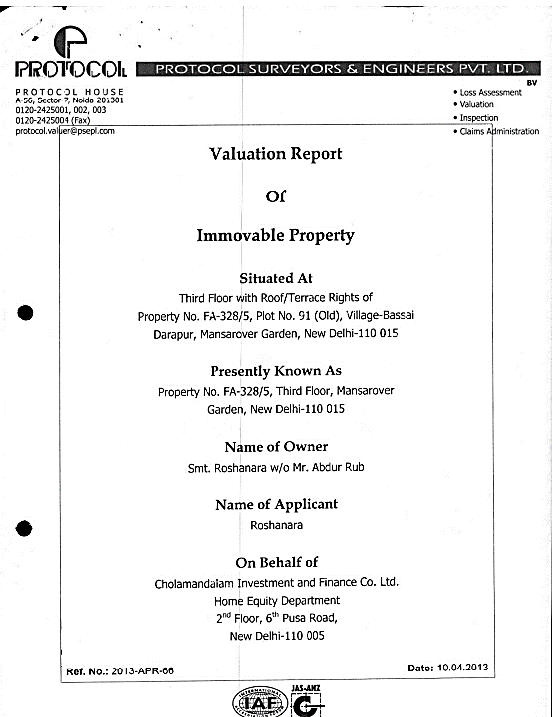 PROTOCOL
PROTOCOL SURVEYORS & ENGINEERS PVT. LTD.
BV
PROTOCOL HOUSE
A-56, Sector 7, Noida 201301
0120-2425001, 002, 003
0120-2425004 (Fax)
protocol.valuer@psepl.com
• Loss Assessment
• Valuation
• Inspection
• Claims Administration
Valuation Report
Of
Immovable Property
Situated At
Third Floor with Roof/Terrace Rights of
Property No. FA-328/5, Plot No. 91 (Old), Village-Bassai
Darapur, Mansarover Garden, New Delhi-110 015
Presently Known As
Property No. FA-328/5, Third Floor, Mansarover
Garden, New Delhi-110 015
Name of Owner
Smt. Roshanara w/o Mr. Abdur Rub
Name of Applicant
Roshanara
On Behalf of
Cholamandalam Investment and Finance Co. Ltd.
Home Equity Department
2nd Floor, 6th Pusa Road,
New Delhi-110 005
Ref. No.: 2013-APR-66
Date: 10.04.2013
JAS-ANZ
INTERNATIONAL
IAF